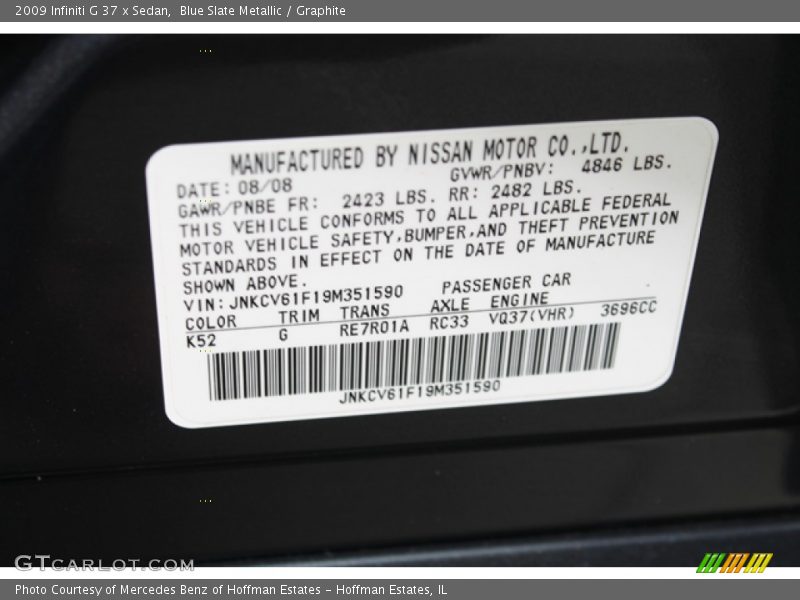 2009 Infiniti G 37 x Sedan,  Blue Slate Metallic / Graphite
MANUFACTURED BY NISSAN MOTOR CO.,LTD.
DATE: 08/08 GVWR/PNBV: 4846 LBS.
GAWR/PNBE FR: 2423 LBS. RR: 2482 LBS.
THIS VEHICLE CONFORMS TO ALL APPLICABLE FEDERAL
MOTOR VEHICLE SAFETY,BUMPER,AND THEFT PREVENTION
STANDARDS IN EFFECT ON THE DATE OF MANUFACTURE
SHOWN ABOVE.
VIN: JNKCV61F19M351590 PASSENGER CAR
COLOR TRIM TRANS AXLE ENGINE
K52 G RE7R01A RC33 VQ37(VHR) 3696CC
JNKCV61F19M351590
GTCARLOT.COM
Photo Courtesy of Mercedes Benz of Hoffman Estates - Hoffman Estates, IL